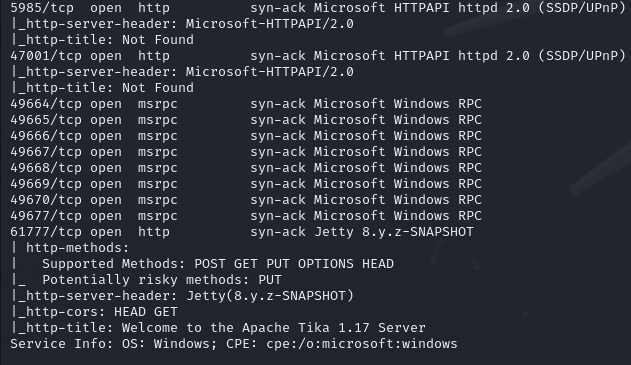 5985/tcp open  http          syn-ack Microsoft HTTPAPI httpd 2.0 (SSDP/UPnP)
|_http-server-header: Microsoft-HTTPAPI/2.0
|_http-title: Not Found
47001/tcp open  http          syn-ack Microsoft HTTPAPI httpd 2.0 (SSDP/UPnP)
|_http-server-header: Microsoft-HTTPAPI/2.0
|_http-title: Not Found
49664/tcp open  msrpc         syn-ack Microsoft Windows RPC
49665/tcp open  msrpc         syn-ack Microsoft Windows RPC
49666/tcp open  msrpc         syn-ack Microsoft Windows RPC
49667/tcp open  msrpc         syn-ack Microsoft Windows RPC
49668/tcp open  msrpc         syn-ack Microsoft Windows RPC
49669/tcp open  msrpc         syn-ack Microsoft Windows RPC
49670/tcp open  msrpc         syn-ack Microsoft Windows RPC
49677/tcp open  msrpc         syn-ack Microsoft Windows RPC
61777/tcp open  http          syn-ack Jetty 8.y.z-SNAPSHOT
| http-methods:
|   Supported Methods: POST GET PUT OPTIONS HEAD
|_  Potentially risky methods: PUT
|_http-server-header: Jetty(8.y.z-SNAPSHOT)
|_http-cors: HEAD GET
|_http-title: Welcome to the Apache Tika 1.17 Server
Service Info: OS: Windows; CPE: cpe:/o:microsoft:windows